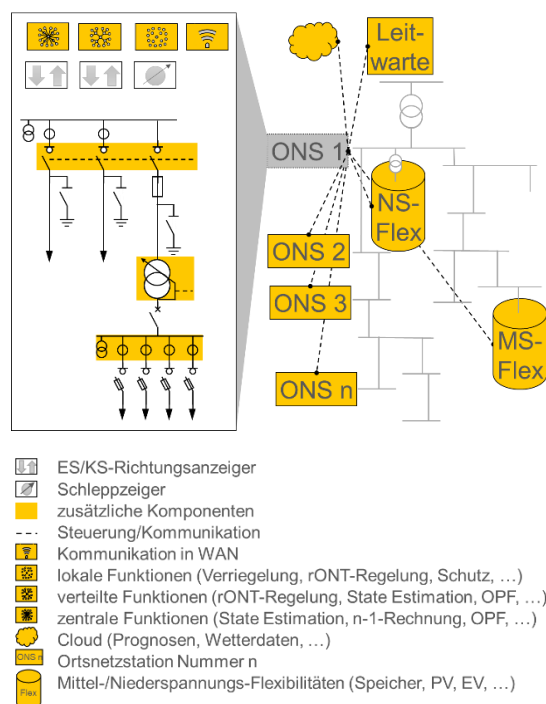 Leit-
warte
ONS 1
NS-
Flex
ONS 2
ONS 3
MS-
Flex
ONS n
ES/KS-Richtungsanzeiger
Schleppzeiger
zusätzliche Komponenten
Steuerung/Kommunikation
Kommunikation in WAN
lokale Funktionen (Verriegelung, rONT-Regelung, Schutz, …)
verteilte Funktionen (rONT-Regelung, State Estimation, OPF, …)
zentrale Funktionen (State Estimation, n-1-Rechnung, OPF, …)
Cloud (Prognosen, Wetterdaten, …)
ONS n
Ortsnetzstation Nummer n
Flex
Mittel-/Niederspannungs-Flexibilitäten (Speicher, PV, EV, …)